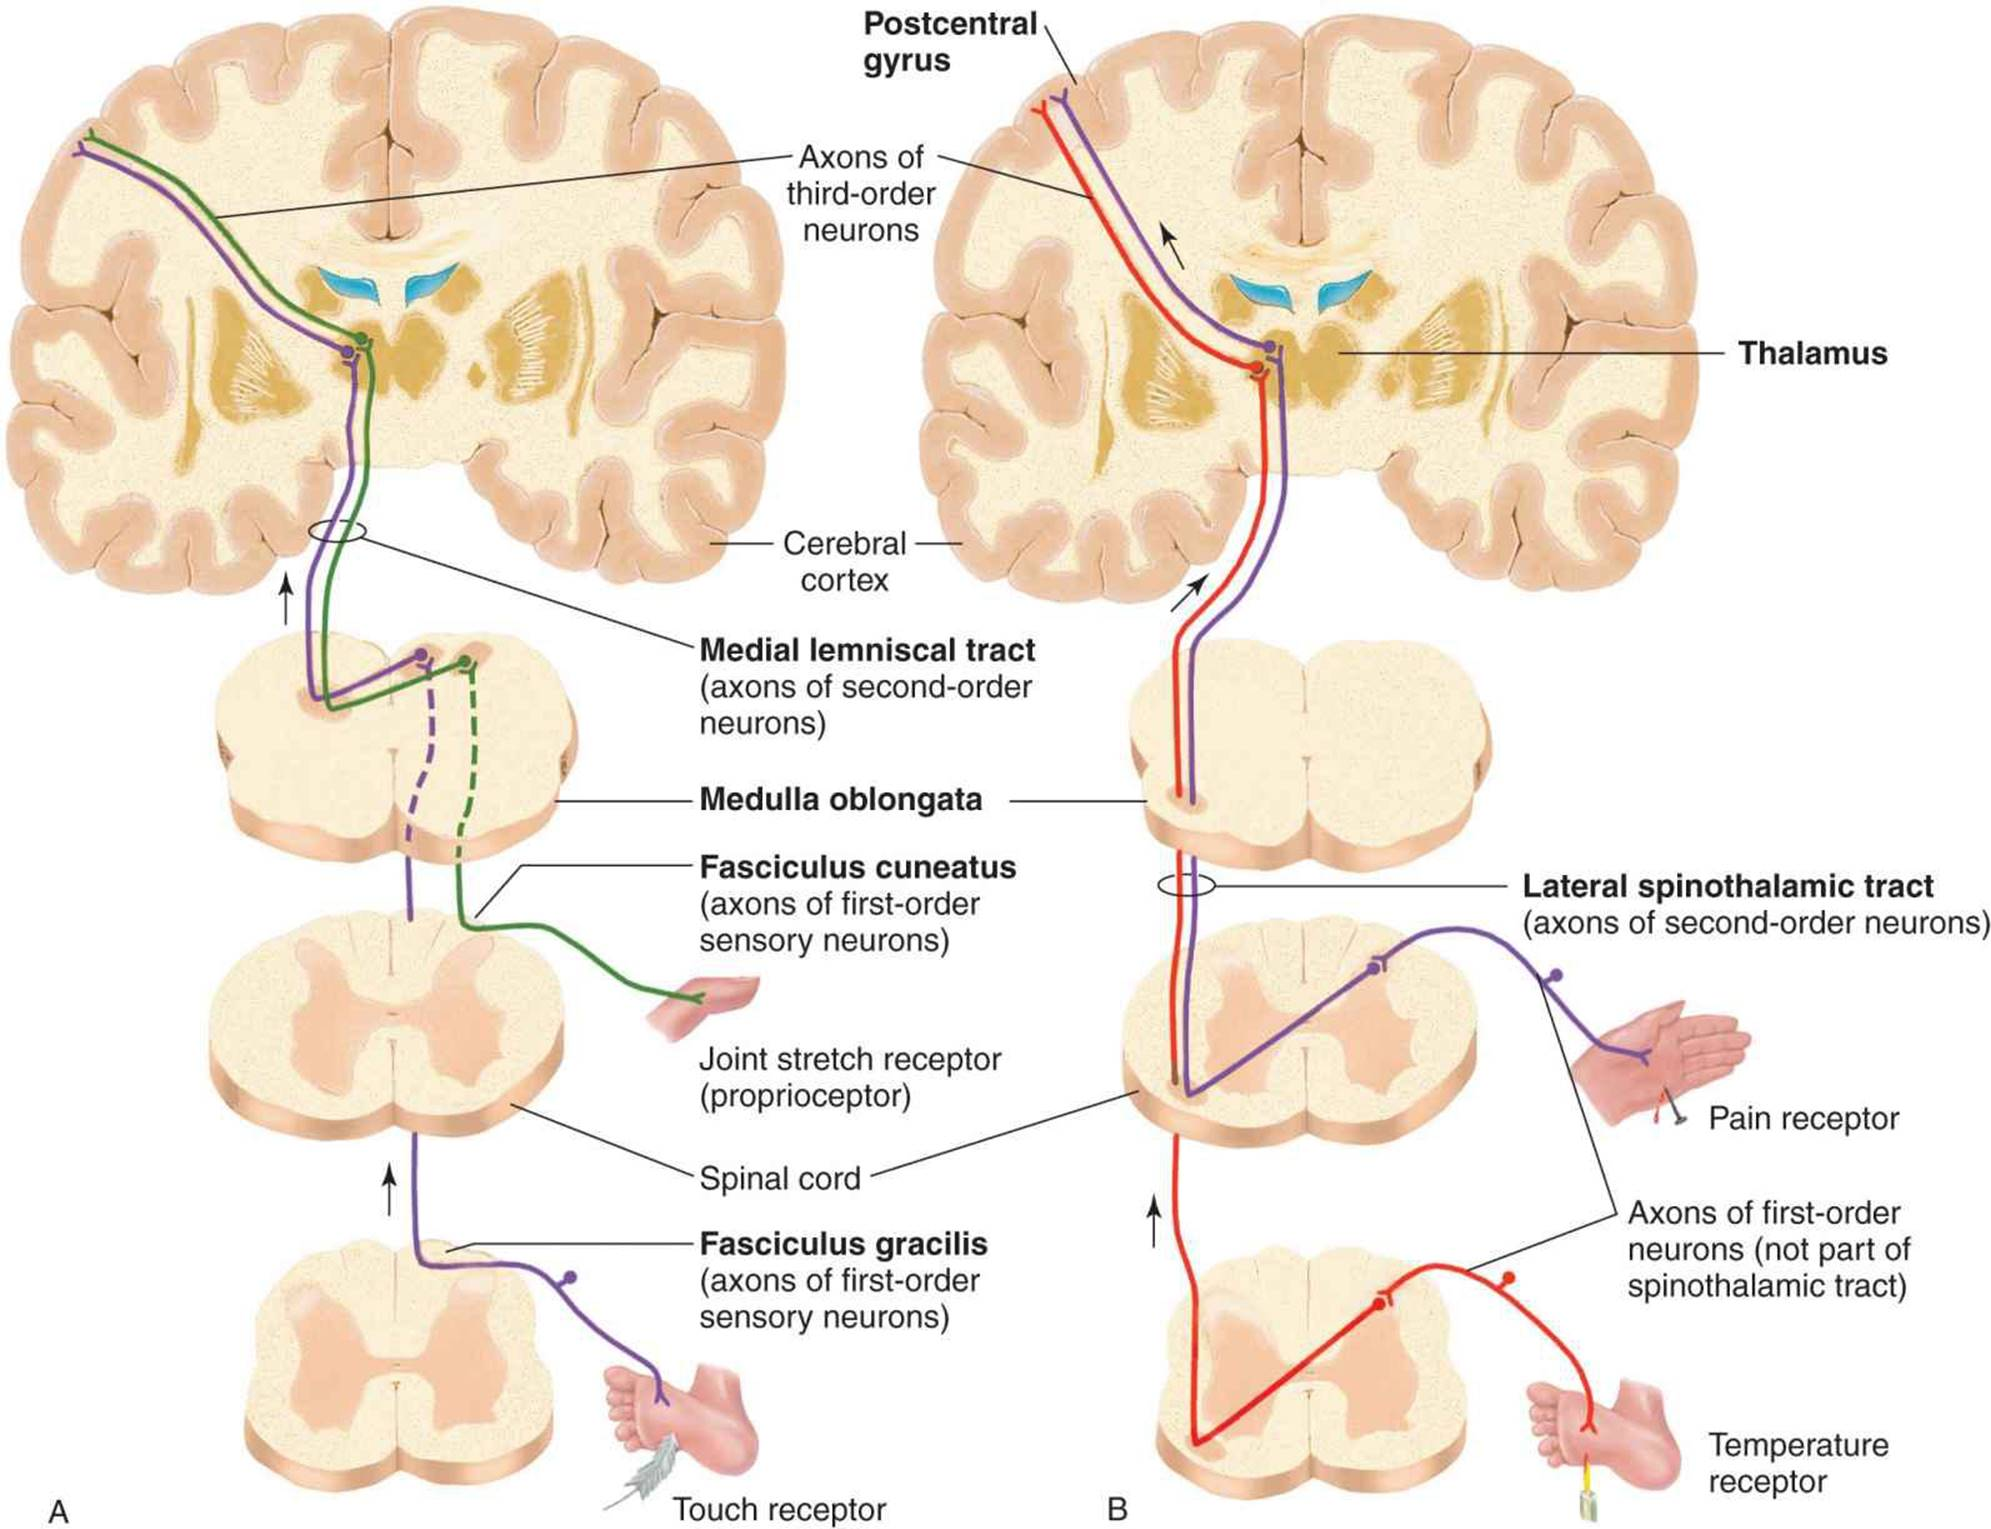 Postcentral
gyrus
Axons of
third-order
neurons
Thalamus
Cerebral
cortex
Medial lemniscal tract
(axons of second-order
neurons)
Medulla oblongata
Fasciculus cuneatus
(axons of first-order
sensory neurons)
Lateral spinothalamic tract
(axons of second-order neurons)
Joint stretch receptor
(proprioceptor)
Pain receptor
Spinal cord
Axons of first-order
neurons (not part of
spinothalamic tract)
Fasciculus gracilis
(axons of first-order
sensory neurons)
Temperature
receptor
Touch receptor
A
B